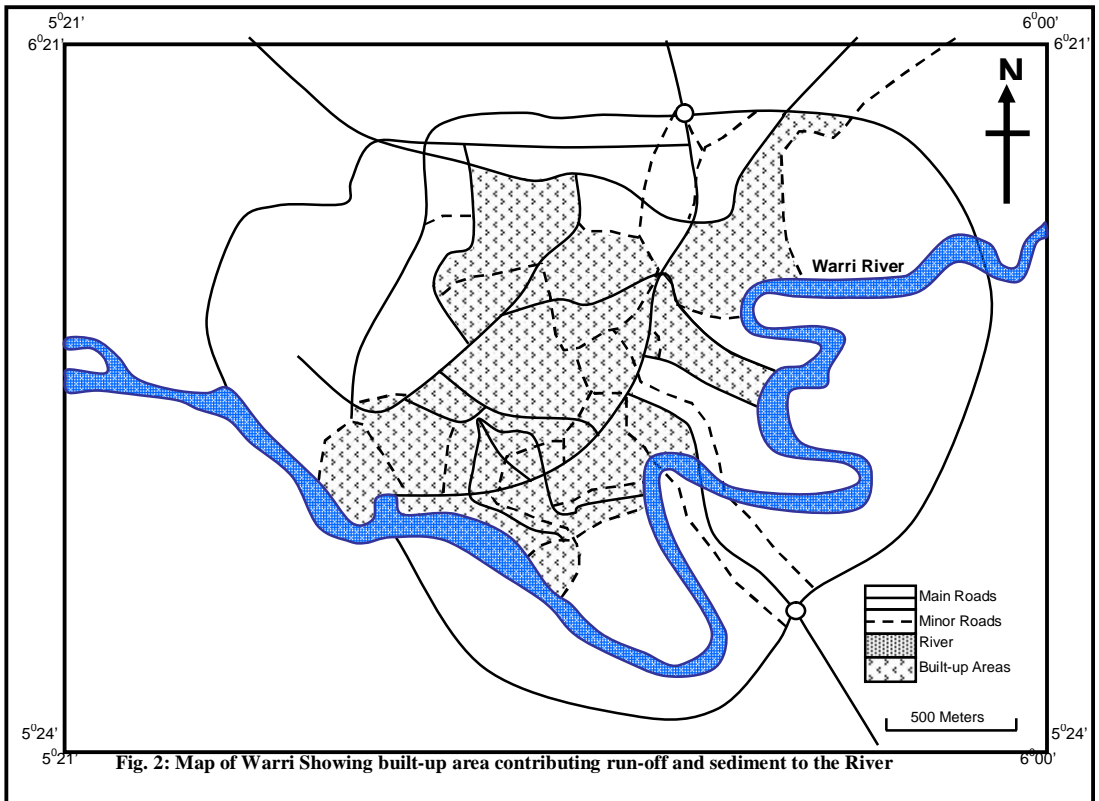 5⁰21’ 6⁰00’
6⁰21’ 6⁰21’
N
Warri River
Main Roads
Minor Roads
River
Built-up Areas
500 Meters
5⁰24’ 5⁰24’
5⁰21’ 6⁰00’
Fig. 2: Map of Warri Showing built-up area contributing run-off and sediment to the River